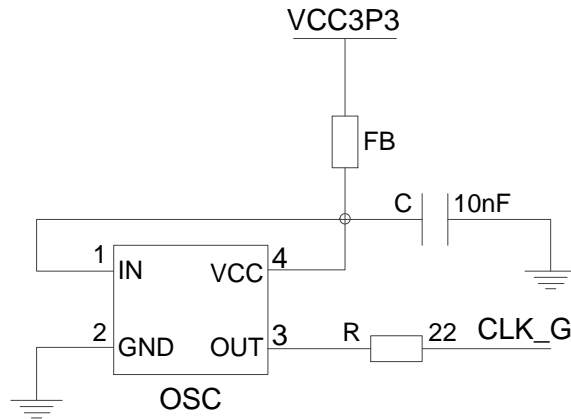 VCC3P3
FB
C 10nF
1 IN VCC 4
2 GND OUT 3 R 22 CLK_G
OSC